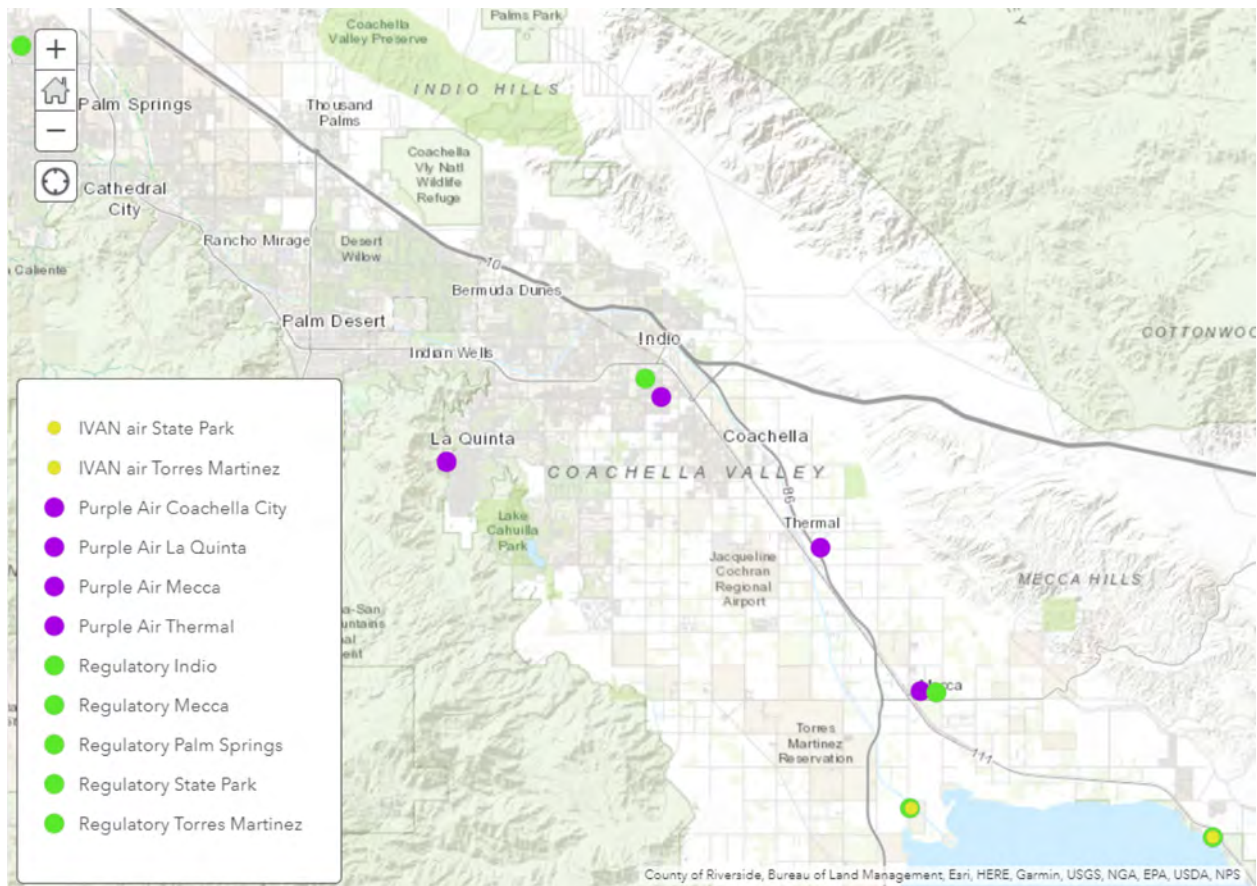 Palms Park
Coachella
Valley Preserve
INDIO HILLS
+
−
Palm Springs
Thousand
Palms
Coachella
Vly Natl
Wildlife
Refuge
Cathedral
City
Rancho Mirage
Desert
Willow
Caliente
10
Bermuda Dunes
Palm Desert
Indio
COTTONWOO
Indian Wells
La Quinta
Coachella
COACHELLA VALLEY
86
Lake
Cahuilla
Park
Thermal
Jacqueline
Cochran
Regional
Airport
MECCA HILLS
a-San
untains
nal
ent
Mecca
Torres
Martinez
Reservation
111
IVAN air State Park
IVAN air Torres Martinez
Purple Air Coachella City
Purple Air La Quinta
Purple Air Mecca
Purple Air Thermal
Regulatory Indio
Regulatory Mecca
Regulatory Palm Springs
Regulatory State Park
Regulatory Torres Martinez
County of Riverside, Bureau of Land Management, Esri, HERE, Garmin, USGS, NGA, EPA, USDA, NPS